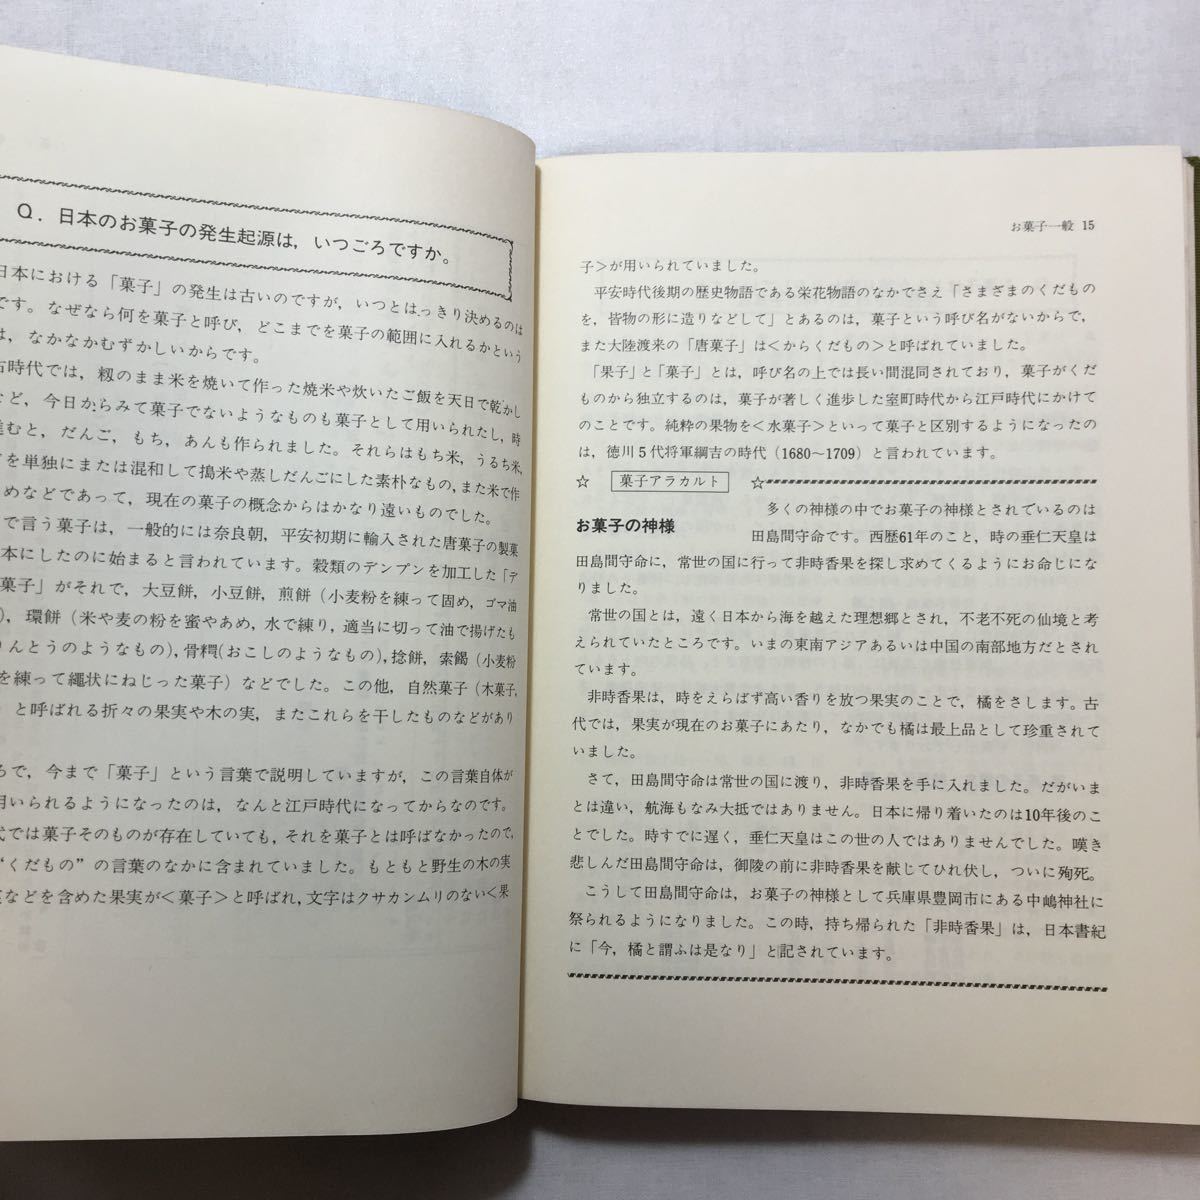 Q. 日本のお菓子の発生起源は，いつごろですか。
日本における「菓子」の発生は古いのですが，いつとはっきり決めるのは
です。なぜなら何を菓子と呼び，どこまでを菓子の範囲に入れるかという
は，なかなかむずかしいからです。
古時代では，籾のまま米を焼いて作った焼米や炊いたご飯を天日で乾かし
など，今日からみて菓子でないようなものも菓子として用いられたし，時
進むと，だんご，もち，あんも作られました。それらはもち米，うるち米，
を単独にまたは混和して搗米や蒸しだんごにした素朴なもの，また米で作
めなどであって，現在の菓子の概念からはかなり遠いものでした。
で言う菓子は，一般的には奈良朝，平安初期に輸入された唐菓子の製菓
本にしたのに始まると言われています。穀類のデンプンを加工した「デ
菓子」がそれで，大豆餅，小豆餅，煎餅（小麦粉を練って固め，ゴマ油
），環餅（米や麦の粉を蜜やあめ，水で練り，適当に切って油で揚げたも
りんとうのようなもの），骨糫（おこしのようなもの），捻餅，索餲（小麦粉
を練って縄状にねじった菓子）などでした。この他，自然菓子（木菓子，
）と呼ばれる折々の果実や木の実，またこれらを干したものなどがあり
ろで，今まで「菓子」という言葉で説明していますが，この言葉自体が
用いられるようになったのは，なんと江戸時代になってからなのです。
代では菓子そのものが存在していても，それを菓子とは呼ばなかったので，
“くだもの”の言葉のなかに含まれていました。もともと野生の木の実
などを含めた果実が＜菓子＞と呼ばれ，文字はクサカンムリのない＜果
お菓子一般 15
子＞が用いられていました。
平安時代後期の歴史物語である栄花物語のなかでさえ「さまざまのくだもの
を，皆物の形に造りなどして」とあるのは，菓子という呼び名がないからで，
また大陸渡来の「唐菓子」は＜からくだもの＞と呼ばれていました。
「果子」と「菓子」とは，呼び名の上では長い間混同されており，菓子がくだ
ものから独立するのは，菓子が著しく進歩した室町時代から江戸時代にかけて
のことです。純粋の果物を＜水菓子＞といって菓子と区別するようになったの
は，徳川5代将軍綱吉の時代（1680～1709）と言われています。
☆ 菓子アラカルト ☆
お菓子の神様
多くの神様の中でお菓子の神様とされているのは
田島間守命です。西歴61年のこと，時の垂仁天皇は
田島間守命に，常世の国に行って非時香果を探し求めてくるようにお命じにな
りました。
常世の国とは，遠く日本から海を越えた理想郷とされ，不老不死の仙境と考
えられていたところです。いまの東南アジアあるいは中国の南部地方だとされ
ています。
非時香果は，時をえらばず高い香りを放つ果実のことで，橘をさします。古
代では，果実が現在のお菓子にあたり，なかでも橘は最上品として珍重されて
いました。
さて，田島間守命は常世の国に渡り，非時香果を手に入れました。だがいま
とは違い，航海もなみ大抵ではありません。日本に帰り着いたのは10年後のこ
とでした。時すでに遅く，垂仁天皇はこの世の人ではありませんでした。嘆き
悲しんだ田島間守命は，御陵の前に非時香果を献じてひれ伏し，ついに殉死。
こうして田島間守命は，お菓子の神様として兵庫県豊岡市にある中嶋神社に
祭られるようになりました。この時，持ち帰られた「非時香果」は，日本書紀
に「今，橘と謂ふは是なり」と記されています。